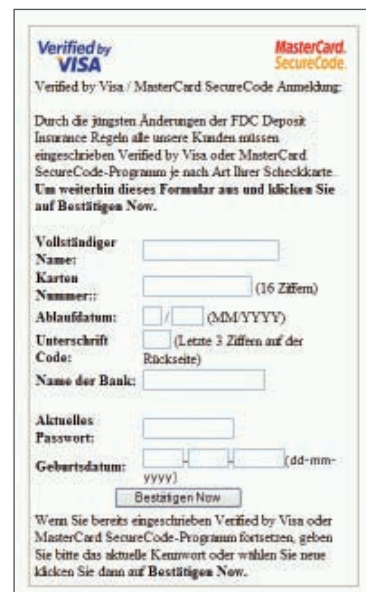 Verified by
VISA
MasterCard.
SecureCode.
Verified by Visa / MasterCard SecureCode Anmeldung:
Durch die jüngsten Änderungen der FDC Deposit
Insurance Regeln alle unsere Kunden müssen
eingeschrieben Verified by Visa oder MasterCard
SecureCode-Programm je nach Art Ihrer Scheckkarte.
Um weiterhin dieses Formular aus und klicken Sie
auf Bestätigen Now.
Vollständiger
Name:
Karten
Nummer:: (16 Ziffern)
Ablaufdatum: / (MM/YYYY)
Unterschrift (Letzte 3 Ziffern auf der
Code: Rückseite)
Name der Bank:
Aktuelles
Passwort:
Geburtsdatum: - - (dd-mm-
yyyy)
Bestätigen Now
Wenn Sie bereits eingeschrieben Verified by Visa oder
MasterCard SecureCode-Programm fortsetzen, geben
Sie bitte das aktuelle Kennwort oder wählen Sie neue
klicken Sie dann auf Bestätigen Now.